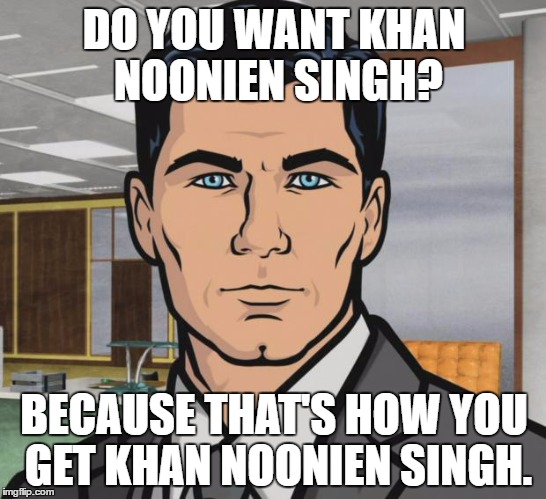 DO YOU WANT KHAN
NOONIEN SINGH?
BECAUSE THAT'S HOW YOU
GET KHAN NOONIEN SINGH.
imgflip.com